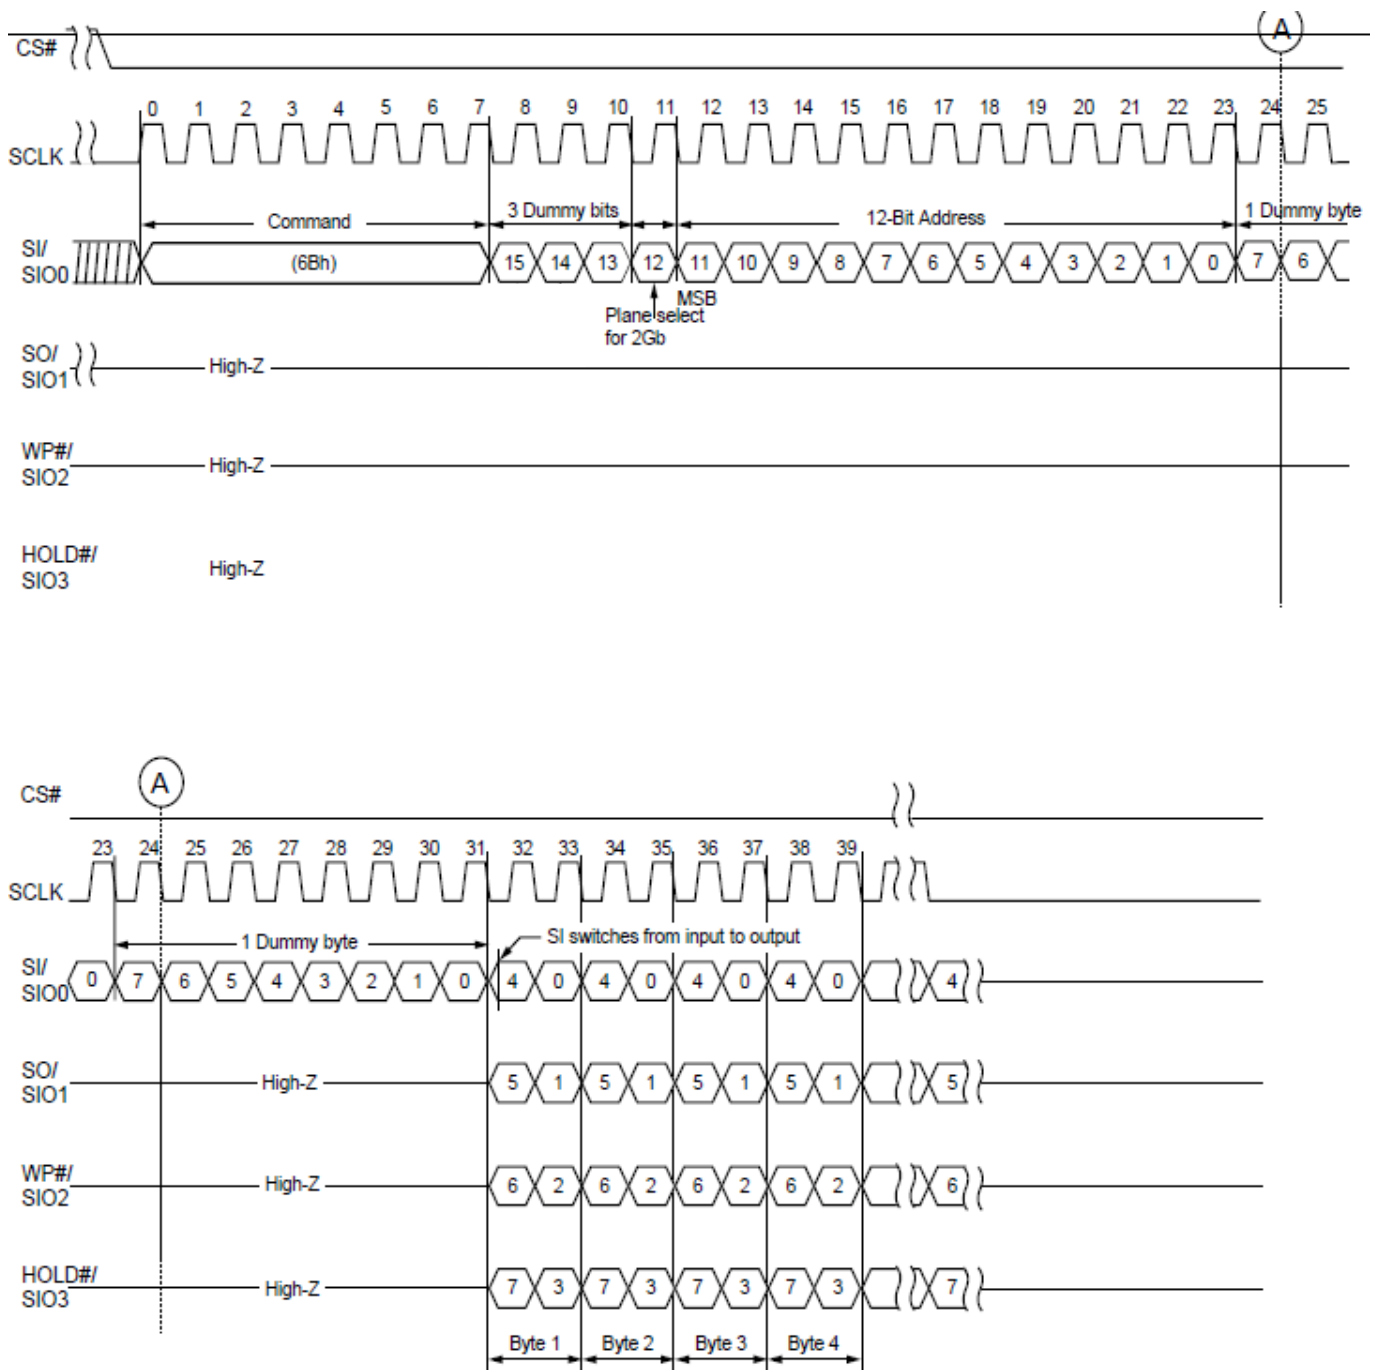 A
CS#
0 1 2 3 4 5 6 7 8 9 10 11 12 13 14 15 16 17 18 19 20 21 22 23 24 25
SCLK
Command 3 Dummy bits 12-Bit Address 1 Dummy byte
SI/
SIO0
(6Bh) 15 14 13 12 11 10 9 8 7 6 5 4 3 2 1 0 7 6
MSB
Plane select
for 2Gb
SO/
SIO1
High-Z
WP#/
SIO2
High-Z
HOLD#/
SIO3
High-Z
A
CS#
23 24 25 26 27 28 29 30 31 32 33 34 35 36 37 38 39
SCLK
1 Dummy byte SI switches from input to output
SI/
SIO0
0 7 6 5 4 3 2 1 0 4 0 4 0 4 0 4 0 4
SO/
SIO1
High-Z 5 1 5 1 5 1 5 1 5
WP#/
SIO2
High-Z 6 2 6 2 6 2 6 2 6
HOLD#/
SIO3
High-Z 7 3 7 3 7 3 7 3 7
Byte 1 Byte 2 Byte 3 Byte 4